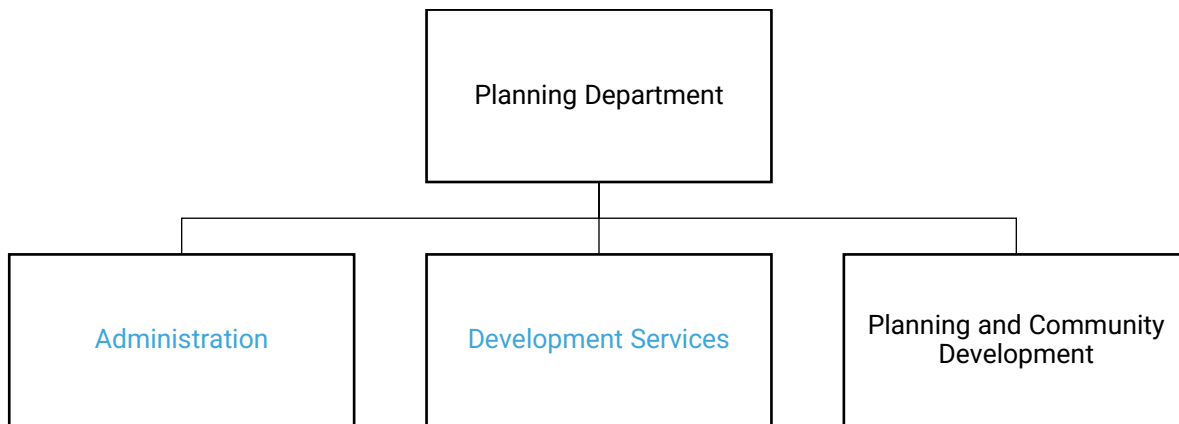 Planning Department
Administration
Development Services
Planning and Community
Development